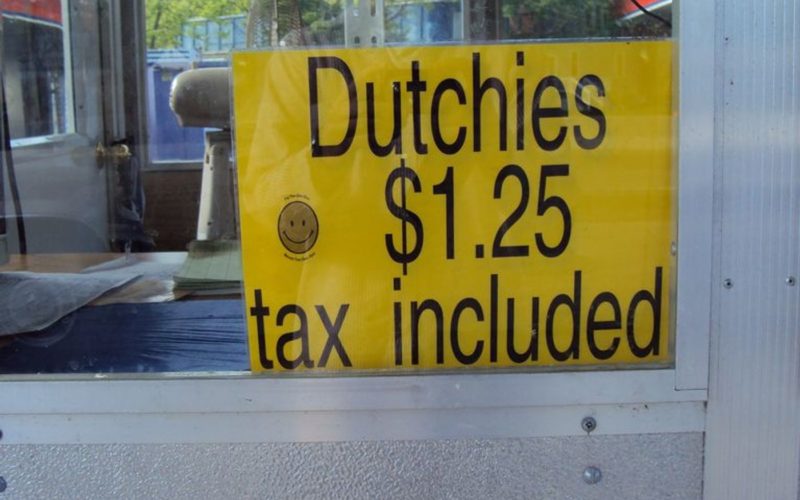 Dutchies
$1.25
tax included